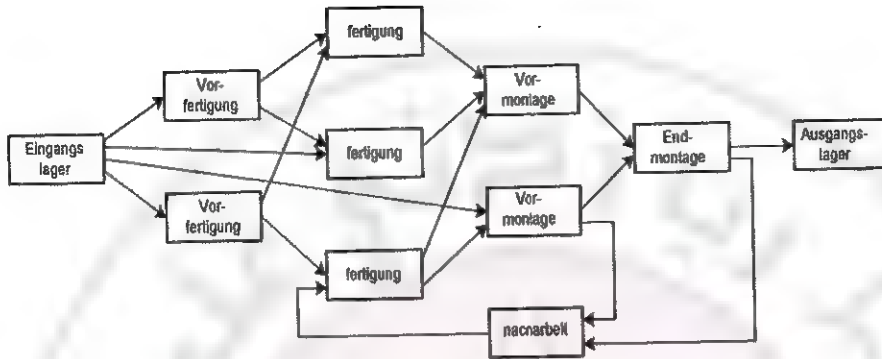 fertigung
Vor-
fertigung
Vor-
montage
Eingangs
lager
fertigung
End-
montage
Ausgangs-
lager
Vor-
fertigung
Vor-
montage
fertigung
nacharbeit